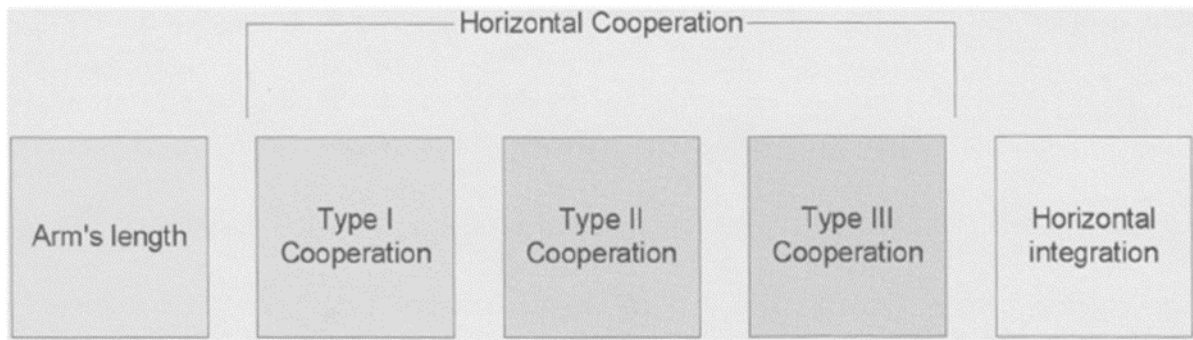 Horizontal Cooperation
Arm's length
Type I
Cooperation
Type II
Cooperation
Type III
Cooperation
Horizontal
integration